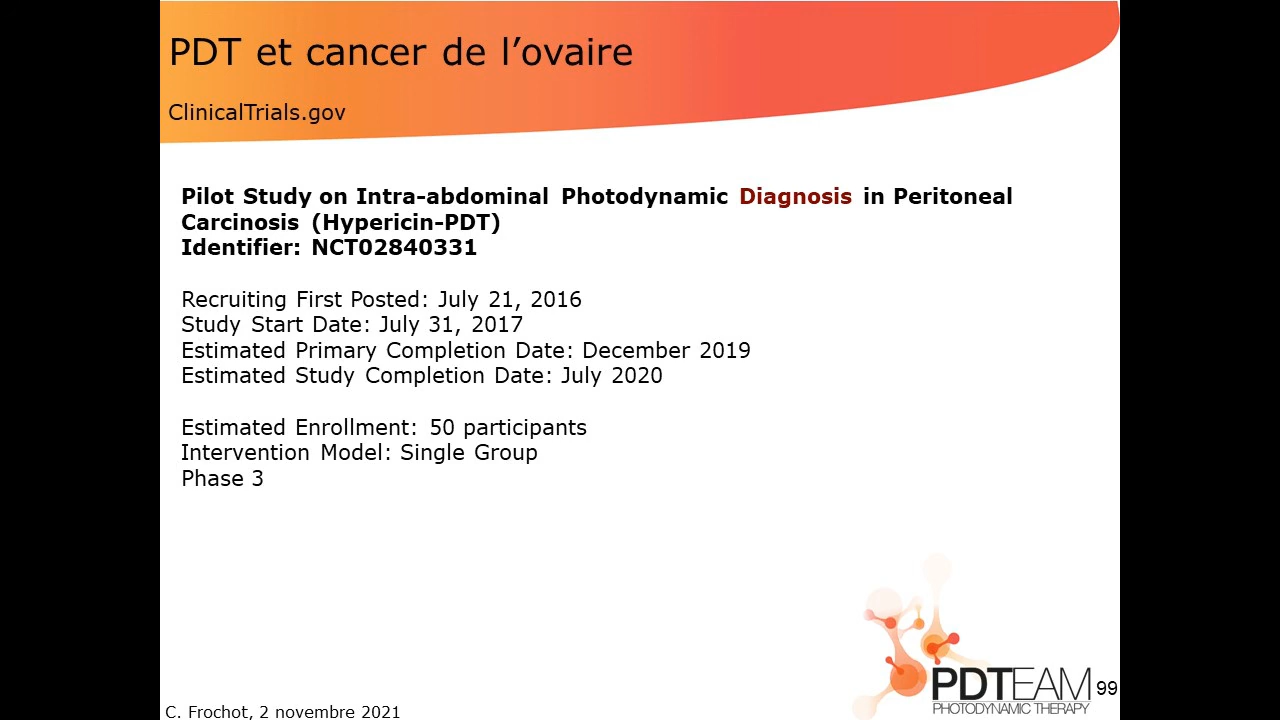 PDT et cancer de l’ovaire
ClinicalTrials.gov
Pilot Study on Intra-abdominal Photodynamic Diagnosis in Peritoneal
Carcinosis (Hypericin-PDT)
Identifier: NCT02840331
Recruiting First Posted: July 21, 2016
Study Start Date: July 31, 2017
Estimated Primary Completion Date: December 2019
Estimated Study Completion Date: July 2020
Estimated Enrollment: 50 participants
Intervention Model: Single Group
Phase 3
PDTEAM
PHOTODYNAMIC THERAPY
99
C. Frochot, 2 novembre 2021